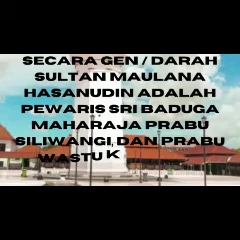 SECARA GEN / DARAH
SULTAN MAULANA
HASANUDIN ADALAH
PEWARIS SRI BADUGA
MAHARAJA PRABU
SILIWANGI, DAN PRABU
WASTU K